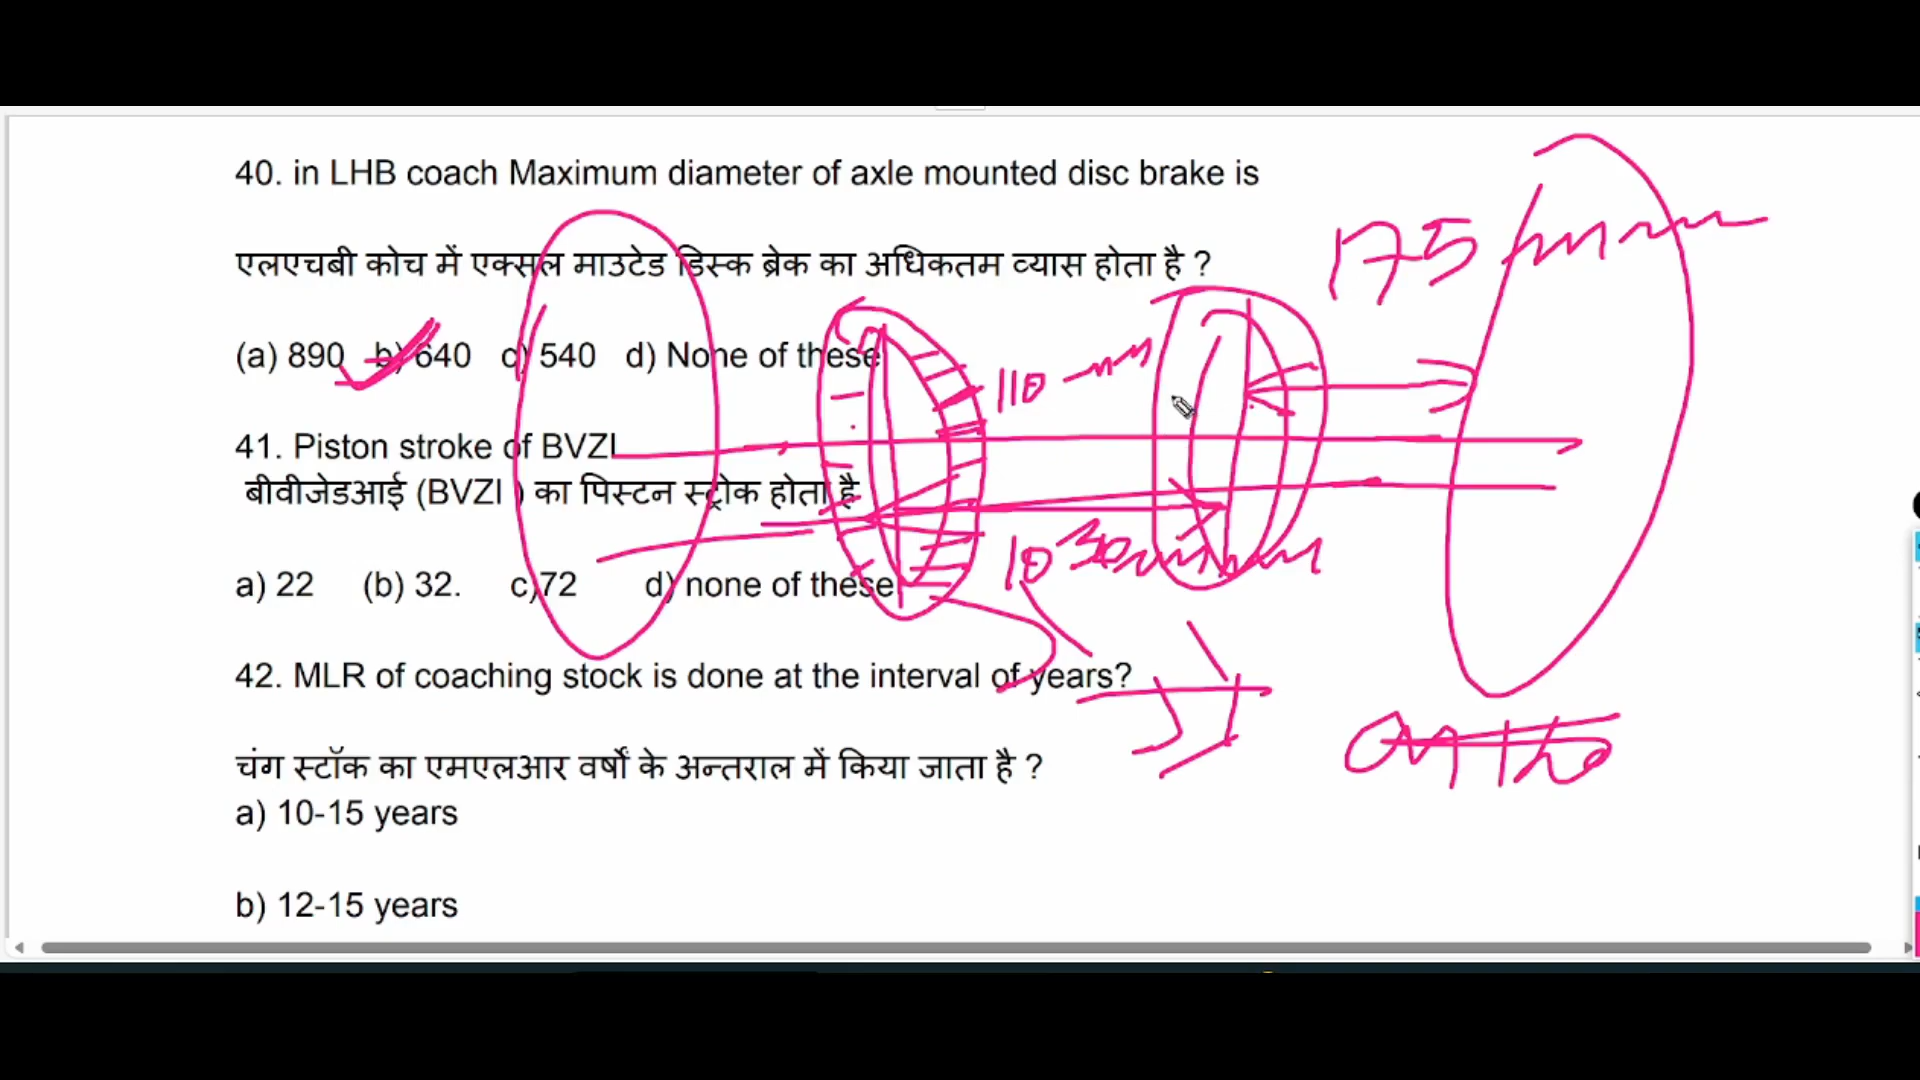 40. in LHB coach Maximum diameter of axle mounted disc brake is
175 mm
एलएचबी कोच में एक्सल माउटेड डिस्क ब्रेक का अधिकतम व्यास होता है ?
(a) 890 b) 640 c) 540 d) None of these
110 mm
41. Piston stroke of BVZI
बीवीजेडआई (BVZI ) का पिस्टन स्ट्रोक होता है
1030
a) 22 (b) 32. c) 72 d) none of these
42. MLR of coaching stock is done at the interval of years?
चंग स्टॉक का एमएलआर वर्षों के अन्तराल में किया जाता है ?
a) 10-15 years
b) 12-15 years